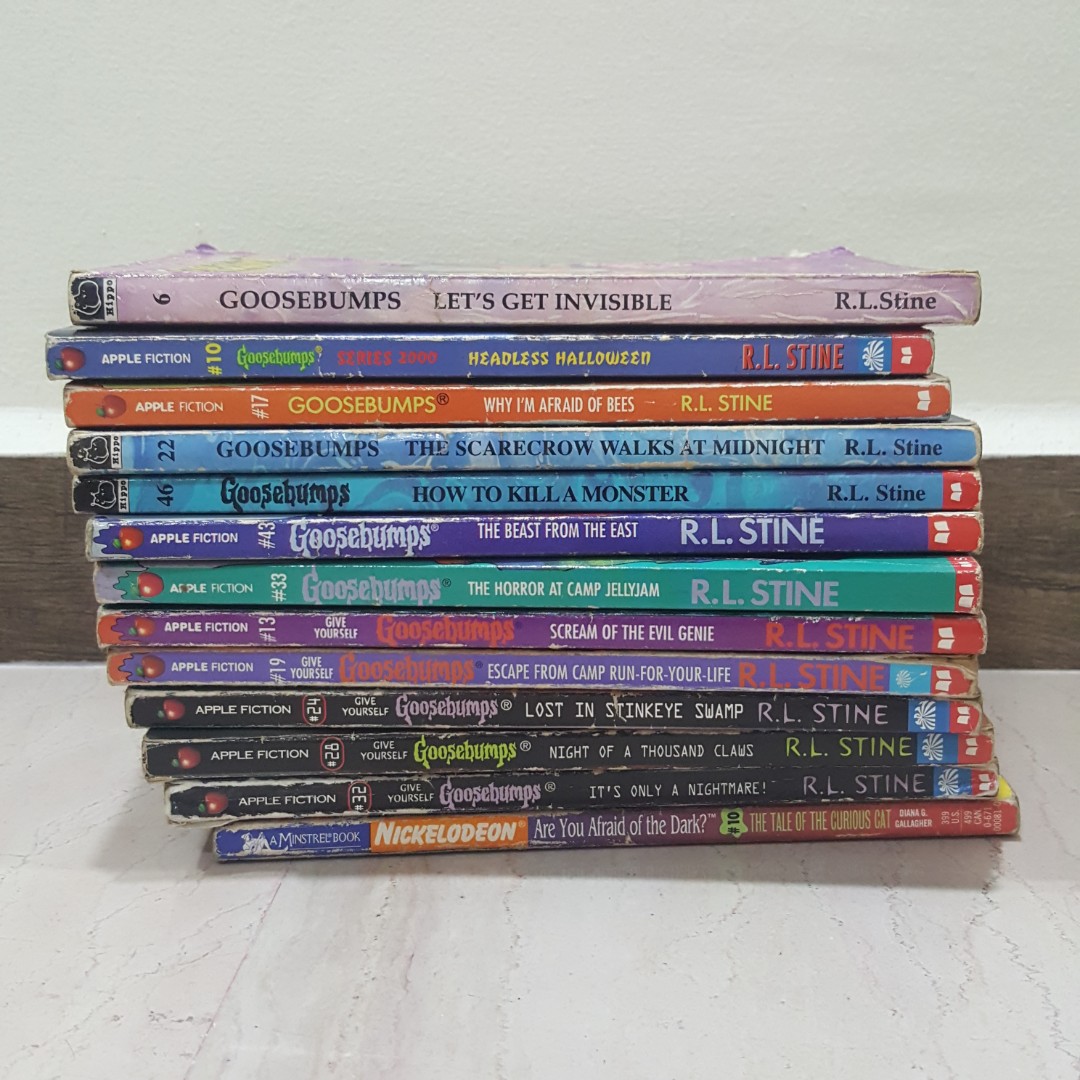 Hippo 6 GOOSEBUMPS LET'S GET INVISIBLE R.L.Stine
APPLE FICTION #10 Goosebumps® SERIES 2000 HEADLESS HALLOWEEN R.L. STINE
APPLE FICTION #17 GOOSEBUMPS® WHY I'M AFRAID OF BEES R.L. STINE
Hippo 22 GOOSEBUMPS THE SCARECROW WALKS AT MIDNIGHT R.L. Stine
Hippo 46 Goosebumps HOW TO KILL A MONSTER R.L. Stine
APPLE FICTION #43 Goosebumps® THE BEAST FROM THE EAST R.L. STINE
APPLE FICTION #33 Goosebumps® THE HORROR AT CAMP JELLYJAM R.L. STINE
APPLE FICTION #13 GIVE YOURSELF Goosebumps® SCREAM OF THE EVIL GENIE R.L. STINE
APPLE FICTION #19 GIVE YOURSELF Goosebumps® ESCAPE FROM CAMP RUN-FOR-YOUR-LIFE R.L. STINE
APPLE FICTION #24 GIVE YOURSELF Goosebumps® LOST IN STINKEYE SWAMP R.L. STINE
APPLE FICTION #26 GIVE YOURSELF Goosebumps® NIGHT OF A THOUSAND CLAWS R.L. STINE
APPLE FICTION #23 GIVE YOURSELF Goosebumps® IT'S ONLY A NIGHTMARE! R.L. STINE
A MINSTREL® BOOK NICKELODEON® Are You Afraid of the Dark?™ #10 THE TALE OF THE CURIOUS CAT DIANA G. GALLAGHER 399 U.S. 499 CAN